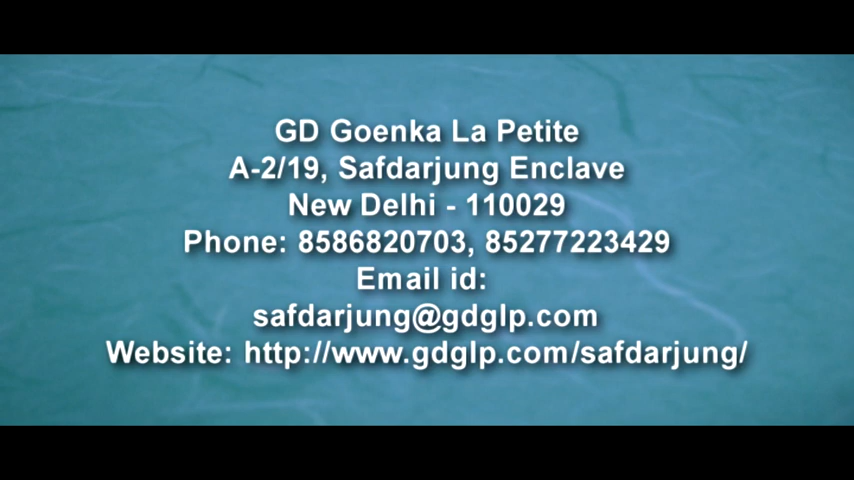 GD Goenka La Petite
A-2/19, Safdarjung Enclave
New Delhi - 110029
Phone: 8586820703, 85277223429
Email id:
safdarjung@gdglp.com
Website: http://www.gdglp.com/safdarjung/